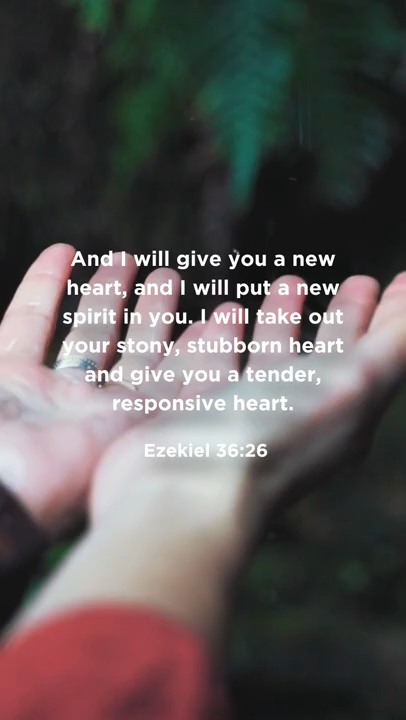 And I will give you a new
heart, and I will put a new
spirit in you. I will take out
your stony, stubborn heart
and give you a tender,
responsive heart.
Ezekiel 36:26